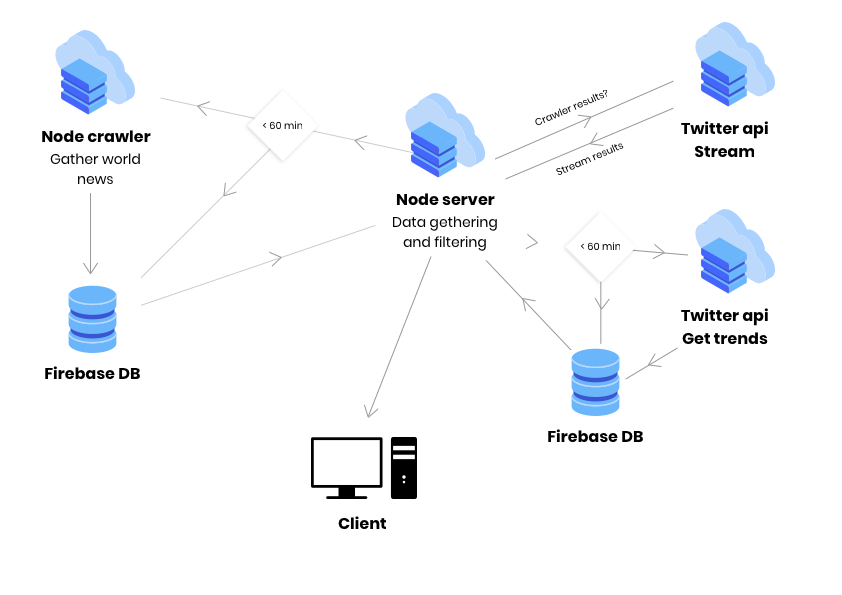 Node crawler
Gather world
news
< 60 min
Node server
Data gethering
and filtering
Crawler results?
Stream results
Twitter api
Stream
< 60 min
Twitter api
Get trends
Firebase DB
Firebase DB
Client